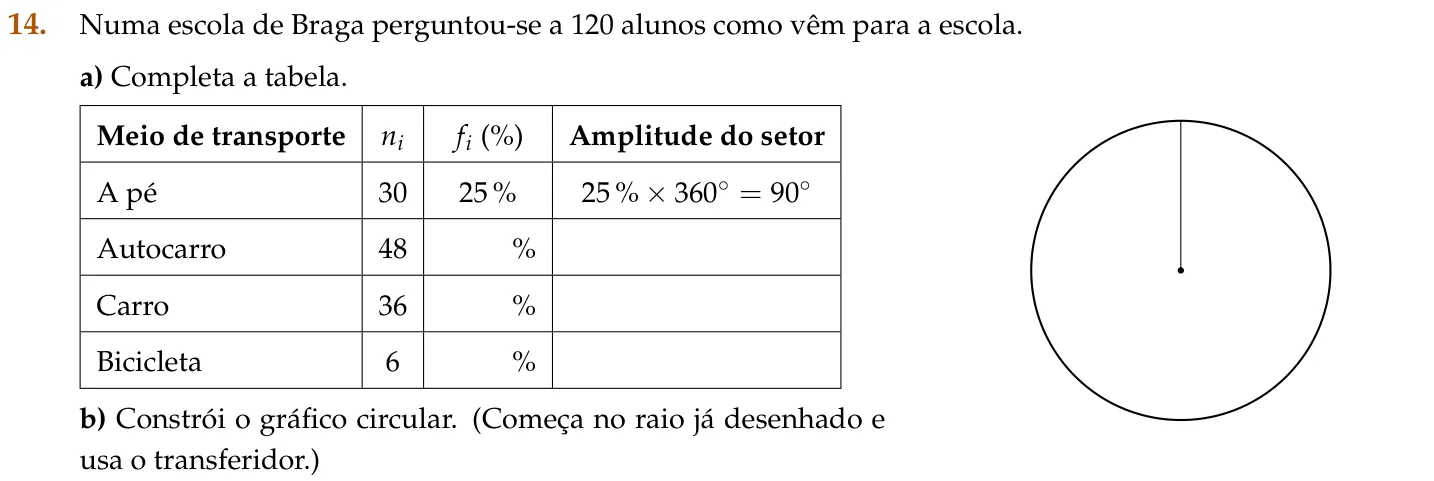 14. Numa escola de Braga perguntou-se a 120 alunos como vêm para a escola.
a) Completa a tabela.
Meio de transporte nᵢ fᵢ (%) Amplitude do setor
A pé 30 25 % 25 % × 360° = 90°
Autocarro 48 %
Carro 36 %
Bicicleta 6 %
b) Constrói o gráfico circular. (Começa no raio já desenhado e
usa o transferidor.)